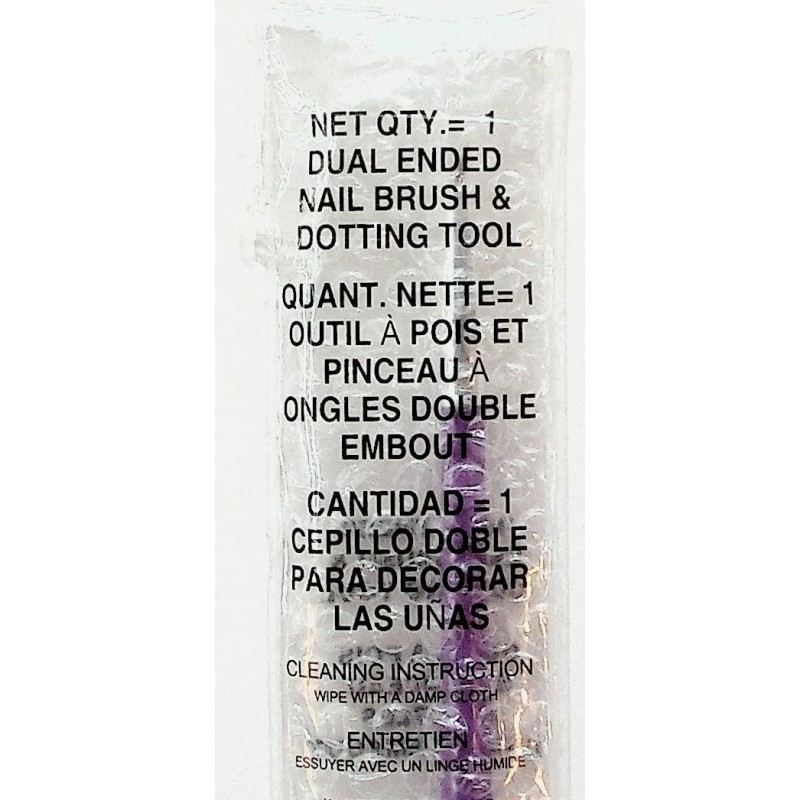 NET QTY.= 1
DUAL ENDED
NAIL BRUSH &
DOTTING TOOL
QUANT. NETTE= 1
OUTIL À POIS ET
PINCEAU À
ONGLES DOUBLE
EMBOUT
CANTIDAD = 1
CEPILLO DOBLE
PARA DECORAR
LAS UÑAS
CLEANING INSTRUCTION
WIPE WITH A DAMP CLOTH
ENTRETIEN
ESSUYER AVEC UN LINGE HUMIDE